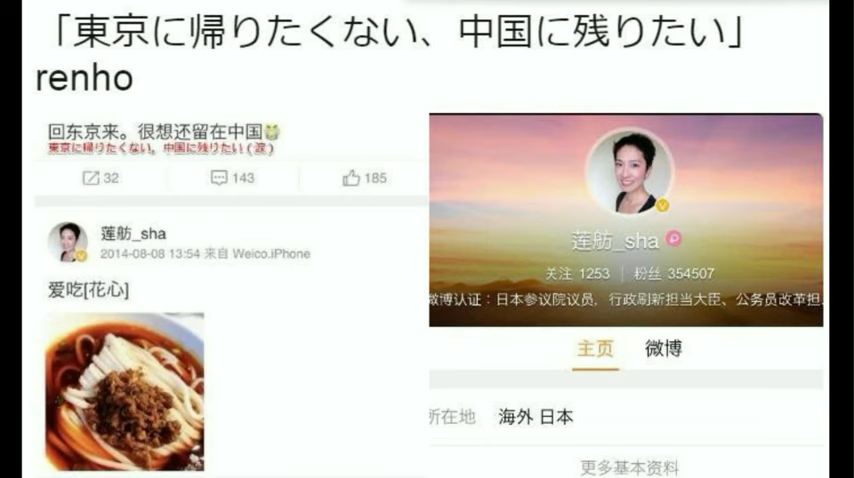 「東京に帰りたくない、中国に残りたい」
renho
回东京来。很想还留在中国
東京に帰りたくない。中国に残りたい(涙)
32
143
185
莲舫_sha
2014-08-08 13:54 来自 Weico.iPhone
爱吃[花心]
莲舫_sha
关注 1253 | 粉丝 354507
微博认证:日本参议院议员,行政刷新担当大臣、公务员改革担
主页 微博
所在地 海外 日本
更多基本资料